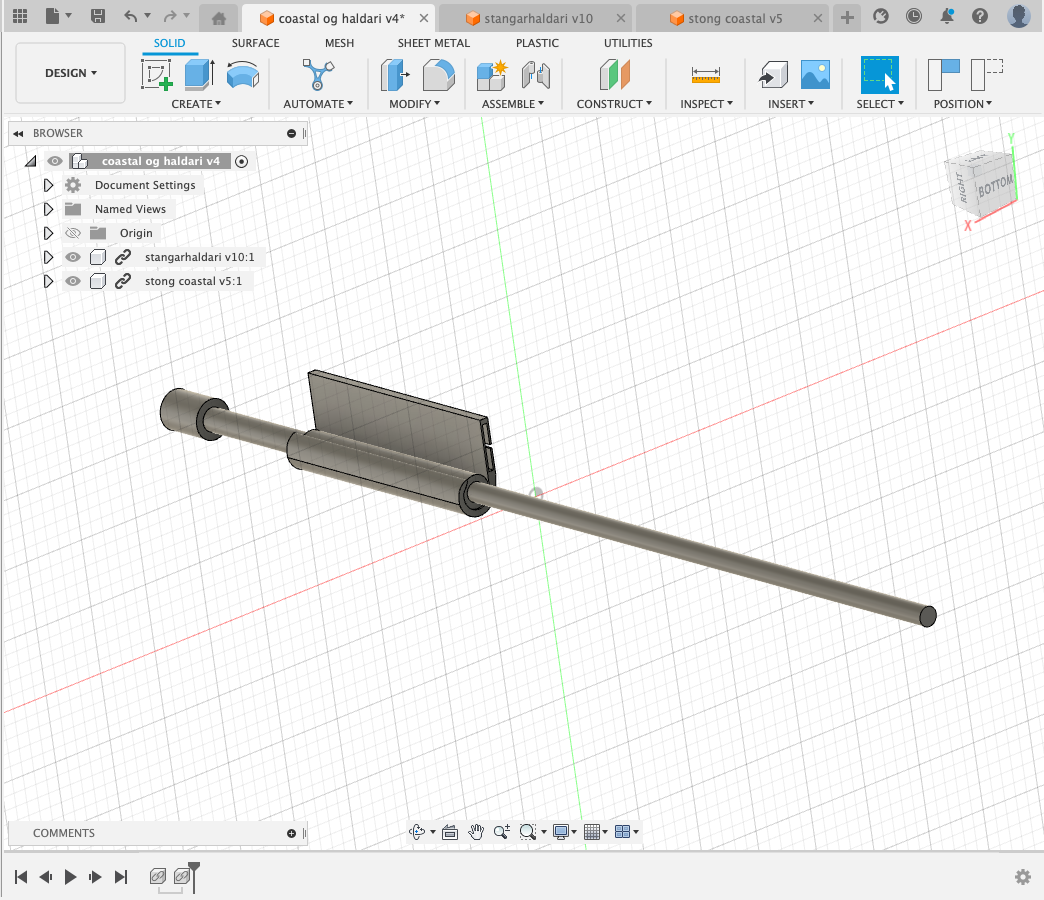 coastal og haldari v4*
stangarhaldari v10
stong coastal v5
SOLID
SURFACE
MESH
SHEET METAL
PLASTIC
UTILITIES
DESIGN
CREATE
AUTOMATE
MODIFY
ASSEMBLE
CONSTRUCT
INSPECT
INSERT
SELECT
POSITION
BROWSER
coastal og haldari v4
Document Settings
Named Views
Origin
stangarhaldari v10:1
stong coastal v5:1
Y
RIGHT
BOTTOM
X
COMMENTS